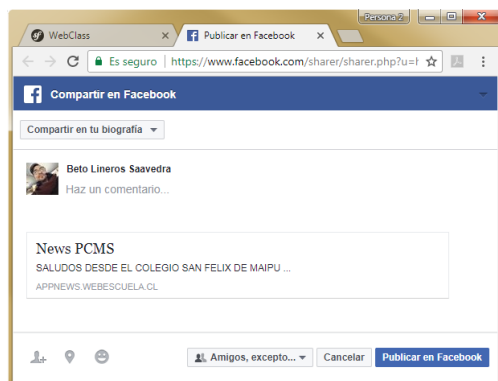 Persona 2
WebClass
Publicar en Facebook
Es seguro | https://www.facebook.com/sharer/sharer.php?u=h
Compartir en Facebook
Compartir en tu biografía
Beto Lineros Saavedra
Haz un comentario...
News PCMS
SALUDOS DESDE EL COLEGIO SAN FELIX DE MAIPU ...
APPNEWS.WEBESCUELA.CL
Amigos, excepto... Cancelar Publicar en Facebook